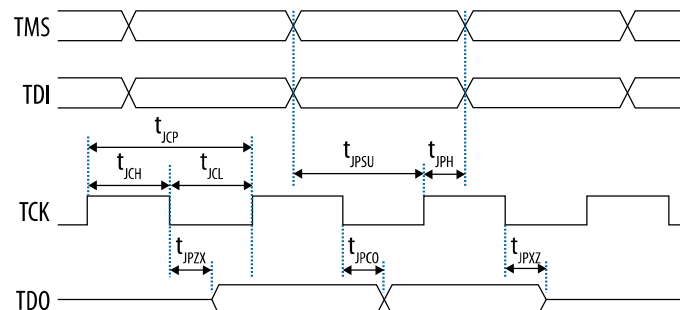 TMS
TDI
tJCP
tJCH tJCL tJPSU tJPH
TCK
tJPZX tJPCO tJPXZ
TDO